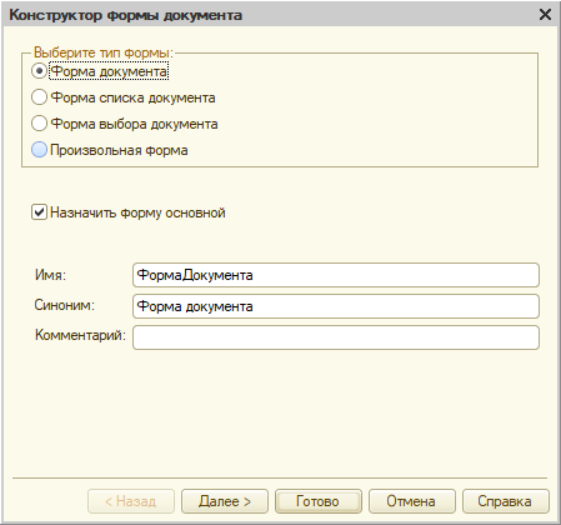 Конструктор формы документа
Выберите тип формы:
Форма документа
Форма списка документа
Форма выбора документа
Произвольная форма
Назначить форму основной
Имя: ФормаДокумента
Синоним: Форма документа
Комментарий:
< Назад Далее > Готово Отмена Справка